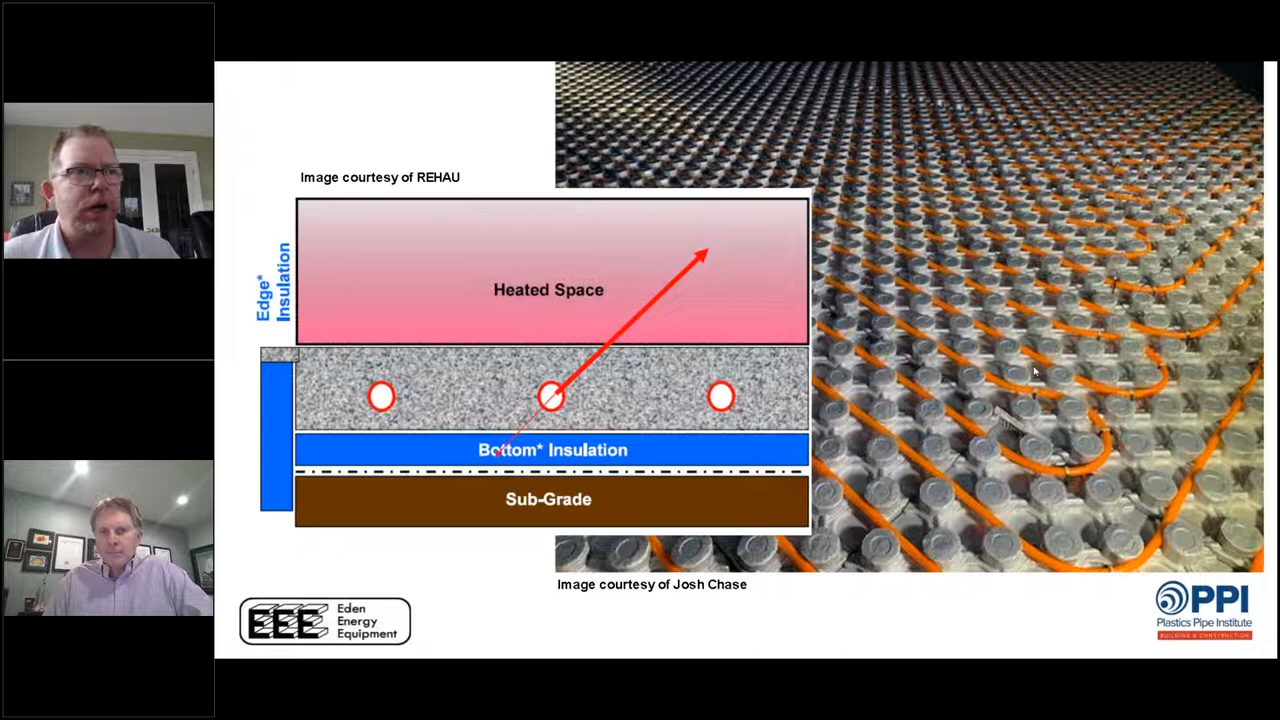 Image courtesy of REHAU
Edge*
Insulation
Heated Space
Bottom* Insulation
Sub-Grade
Image courtesy of Josh Chase
EEE
Eden
Energy
Equipment
PPI
Plastics Pipe Institute
BUILDING & CONSTRUCTION